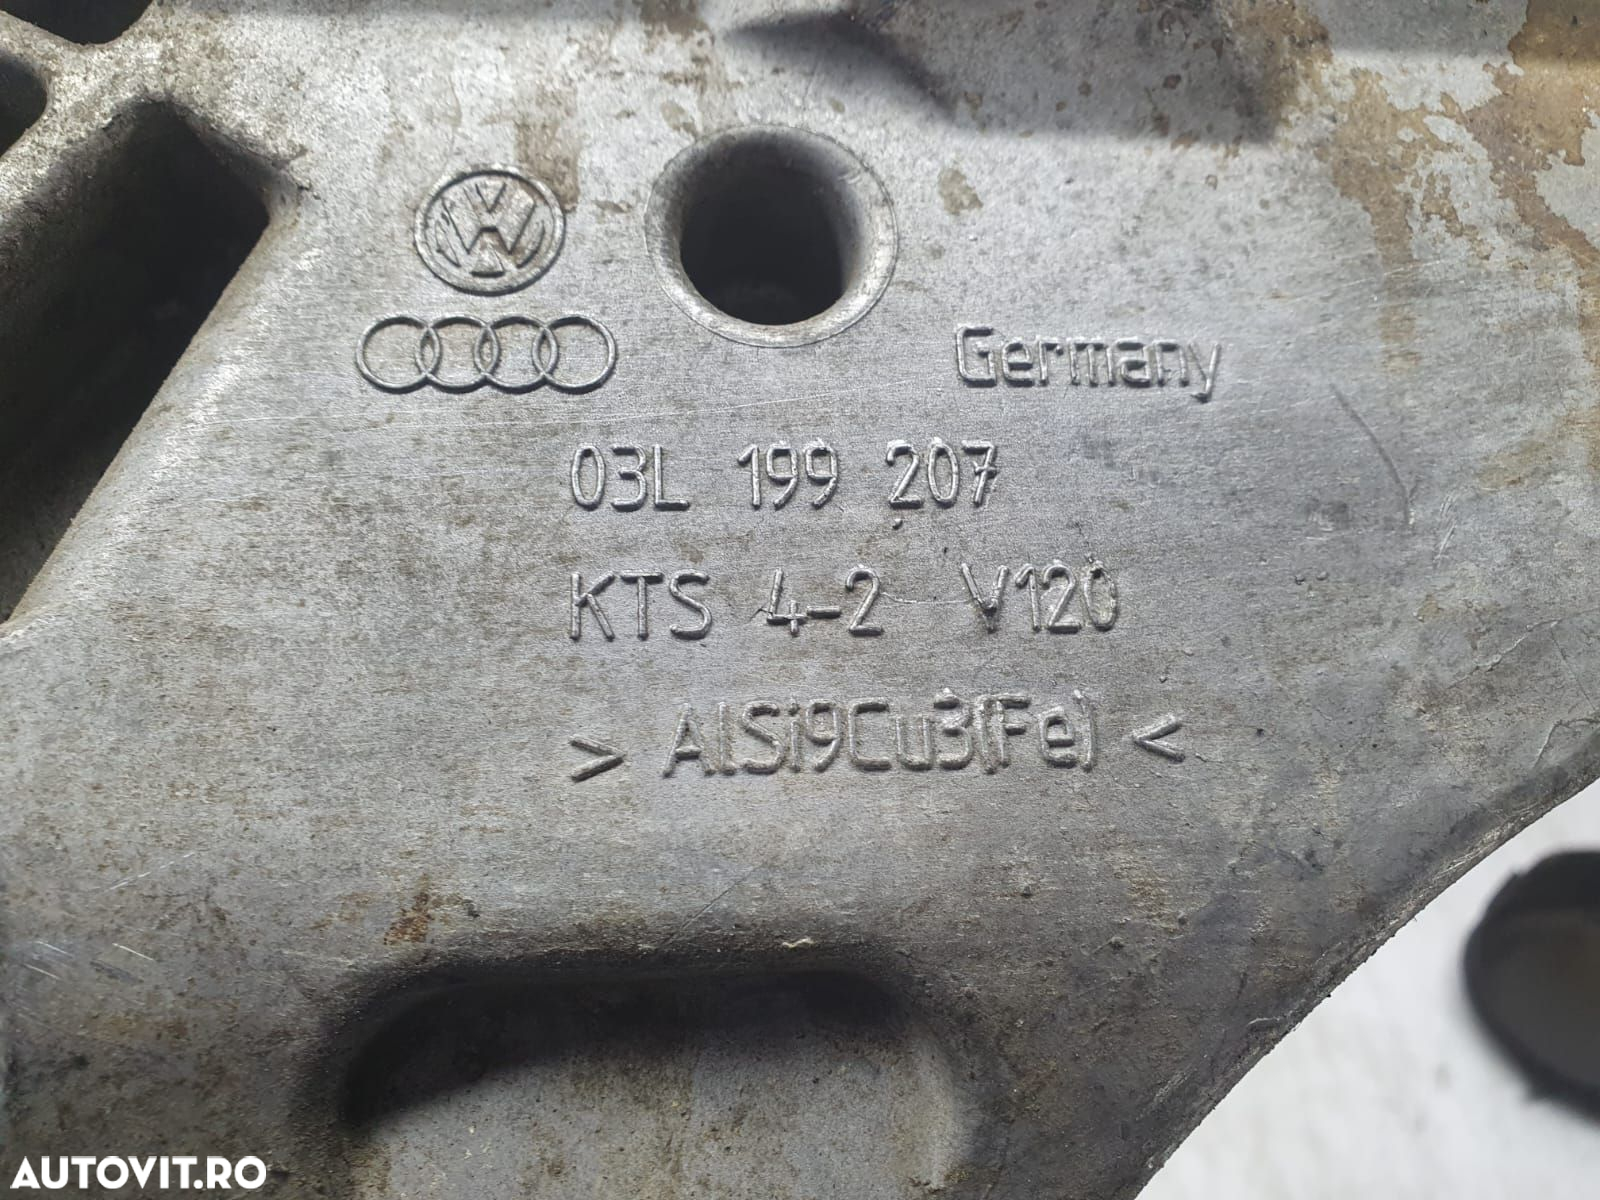 Germany
03L 199 207
KTS 4-2 V120
> AlSi9Cu3(Fe) <
AUTOVIT.RO